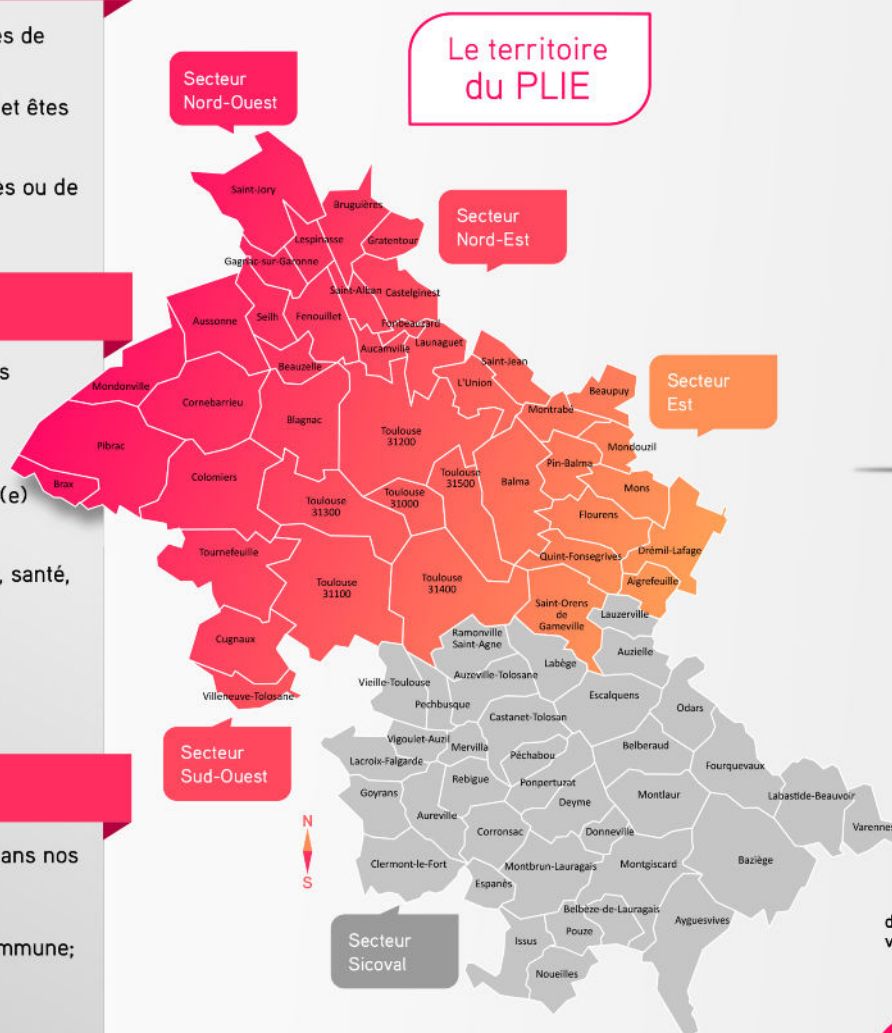 es de
et êtes
es ou de
s
(e)
, santé,
ans nos
mmune;
Le territoire
du PLIE
Secteur
Nord-Ouest
Secteur
Nord-Est
Secteur
Est
Secteur
Sud-Ouest
Secteur
Sicoval
N
S
Saint-Jory
Bruguières
Lespinasse
Gratentour
Gagnac-sur-Garonne
Saint-Alban
Castelginest
Aussonne
Seilh
Fenouillet
Fonbeauzard
Aucamville
Launaguet
Beauzelle
Saint-Jean
L'Union
Mondonville
Cornebarrieu
Blagnac
Beaupuy
Montrabé
Toulouse
31200
Pibrac
Mondouzil
Pin-Balma
Brax
Colomiers
Toulouse
31500
Balma
Mons
Toulouse
31300
Toulouse
31000
Flourens
Tournefeuille
Quint-Fonsegrives
Drémil-Lafage
Toulouse
31100
Toulouse
31400
Aigrefeuille
Saint-Orens
de
Gameville
Lauzerville
Cugnaux
Ramonville
Saint-Agne
Auzielle
Labège
Villeneuve-Tolosane
Vieille-Toulouse
Auzeville-Tolosane
Escalquens
Pechbusque
Odars
Castanet-Tolosan
Vigoulet-Auzil
Mervilla
Belberaud
Lacroix-Falgarde
Péchabou
Fourquevaux
Rebigue
Ponpertuzat
Goyrans
Deyme
Montlaur
Labastide-Beauvoir
Aureville
Varennes
Corronsac
Donneville
Clermont-le-Fort
Montbrun-Lauragais
Montgiscard
Baziège
Espanès
Belbèze-de-Lauragais
Ayguesvives
Pouze
Issus
Noueilles
d
v